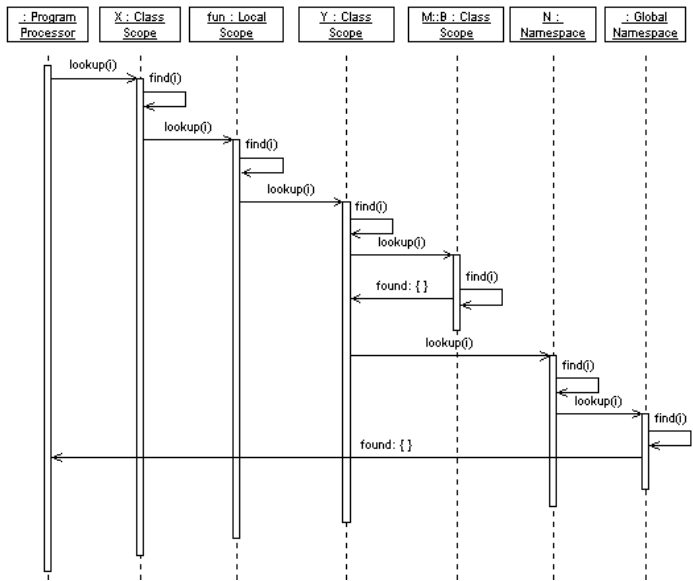 : Program
Processor
X : Class
Scope
fun : Local
Scope
Y : Class
Scope
M::B : Class
Scope
N :
Namespace
: Global
Namespace
lookup(i)
find(i)
lookup(i)
find(i)
lookup(i)
find(i)
lookup(i)
find(i)
found: { }
lookup(i)
find(i)
lookup(i)
find(i)
found: { }